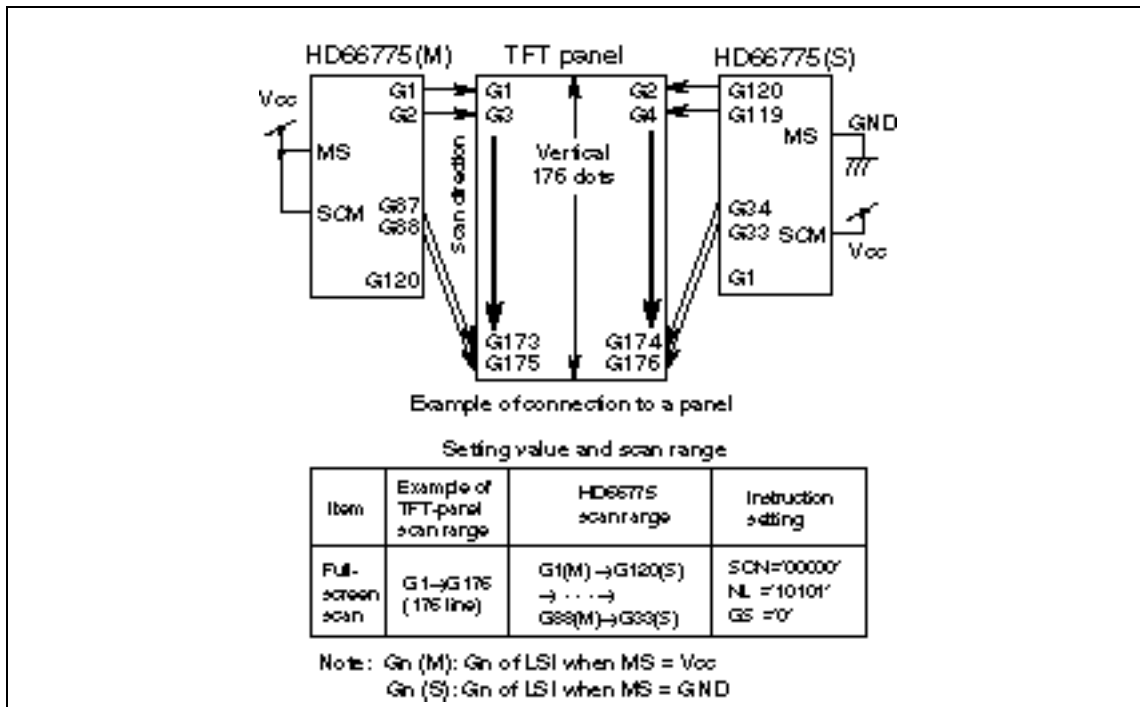 HD66775(M) TFT panel HD66775(S)
Vcc G1 G1 G2 G120
G2 G3 G4 G119 GND
MS Scan direction Vertical MS
176 dots
SCM G87 G34
G88 G33 SCM
Vcc
G120 G1
G173 G174
G175 G176
Example of connection to a panel
Setting value and scan range
Item Example of TFT-panel scan range HD66775 scan range Instruction setting
Full-screen scan G1→G176 (176 line) G1(M)→G120(S) → · · · → G88(M)→G33(S) SCN='00000' NL ='10101' GS ='0'
Note: Gn (M): Gn of LSI when MS = Vcc
Gn (S): Gn of LSI when MS = GND